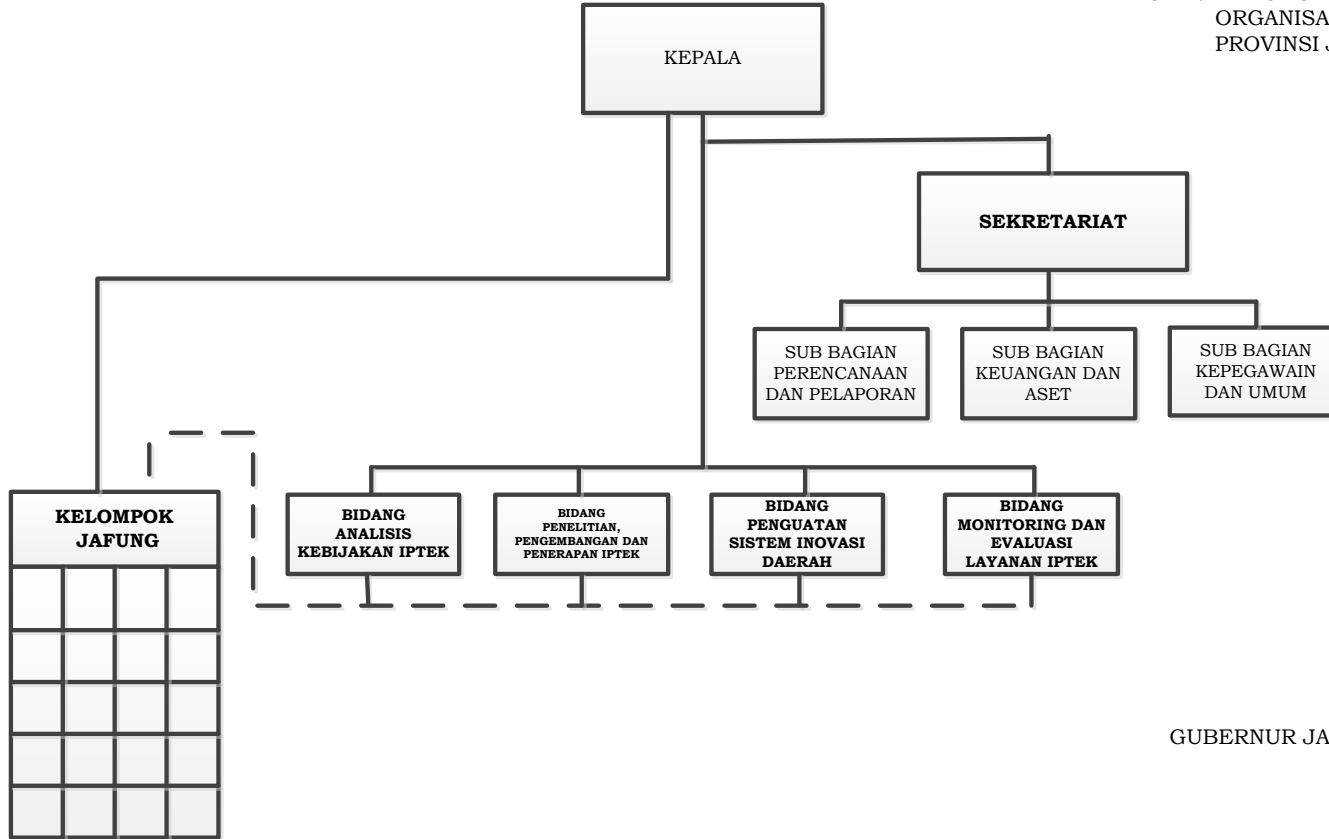 ORGANISA
PROVINSI J
KEPALA
SEKRETARIAT
SUB BAGIAN
PERENCANAAN
DAN PELAPORAN
SUB BAGIAN
KEUANGAN DAN
ASET
SUB BAGIAN
KEPEGAWAIN
DAN UMUM
KELOMPOK
JAFUNG
BIDANG
ANALISIS
KEBIJAKAN IPTEK
BIDANG
PENELITIAN,
PENGEMBANGAN DAN
PENERAPAN IPTEK
BIDANG
PENGUATAN
SISTEM INOVASI
DAERAH
BIDANG
MONITORING DAN
EVALUASI
LAYANAN IPTEK
GUBERNUR JA